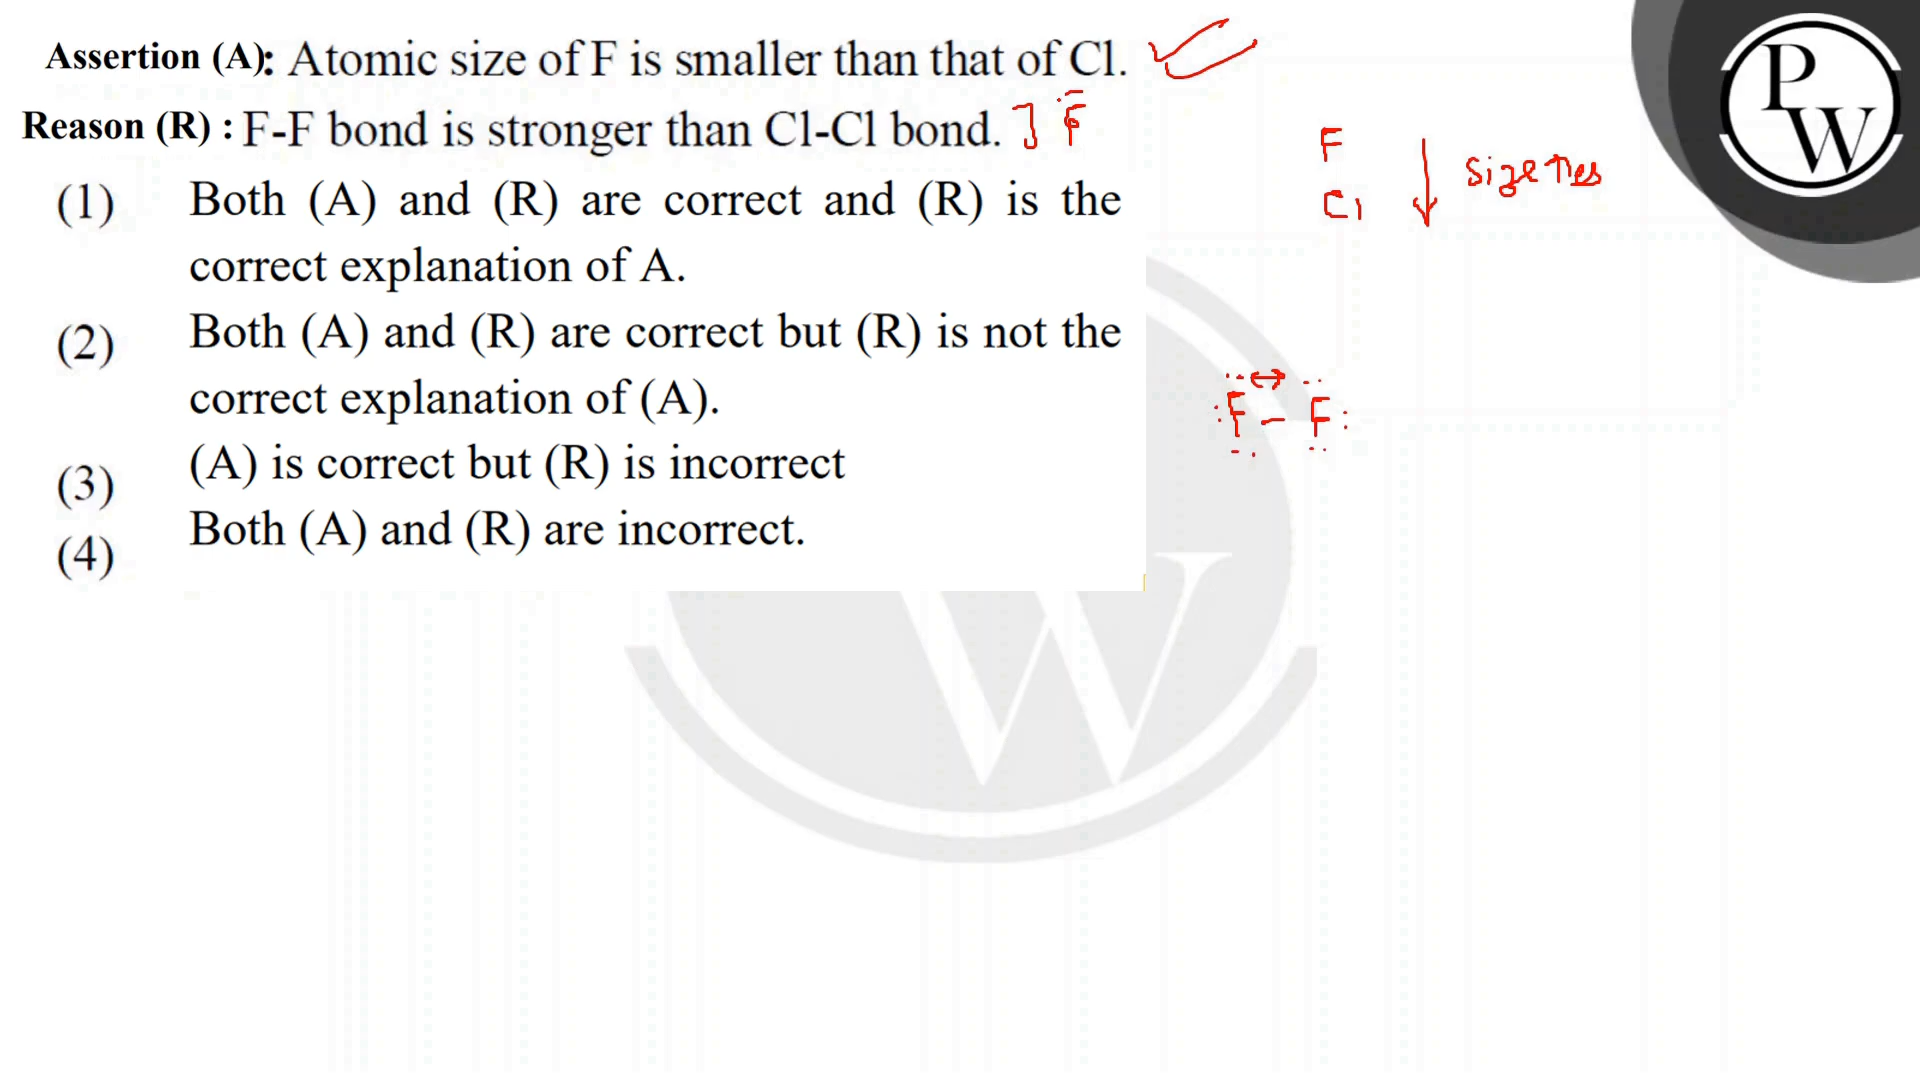 Assertion (A): Atomic size of F is smaller than that of Cl.
Reason (R) : F-F bond is stronger than Cl-Cl bond. ] F
(1) Both (A) and (R) are correct and (R) is the
correct explanation of A.
(2) Both (A) and (R) are correct but (R) is not the
correct explanation of (A).
(3) (A) is correct but (R) is incorrect
(4) Both (A) and (R) are incorrect.
F
Cl
size ↑es
F - F
P
W
W